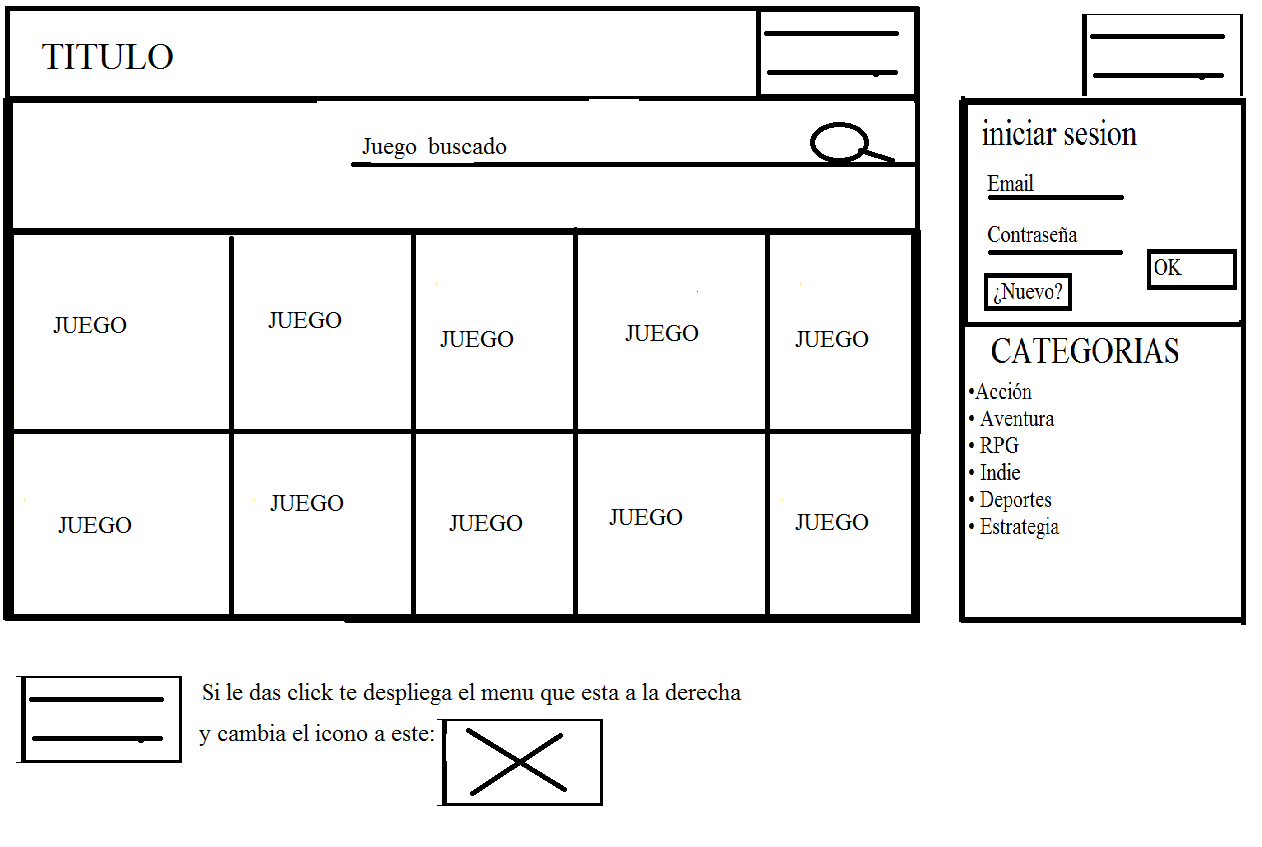 TITULO
Juego buscado
JUEGO JUEGO JUEGO JUEGO JUEGO
JUEGO JUEGO JUEGO JUEGO JUEGO
iniciar sesion
Email
Contraseña
OK
¿Nuevo?
CATEGORIAS
•Acción
• Aventura
• RPG
• Indie
• Deportes
• Estrategia
Si le das click te despliega el menu que esta a la derecha
y cambia el icono a este: